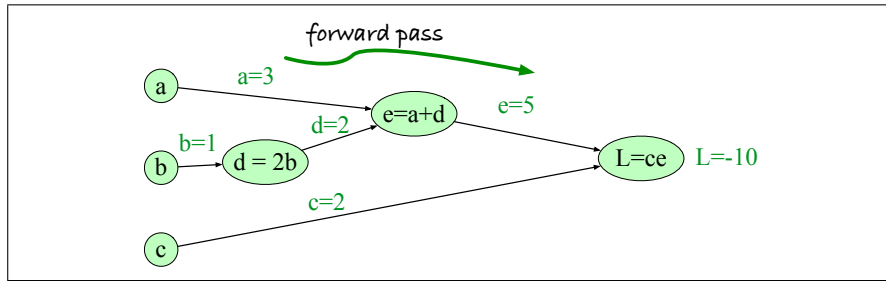 forward pass
a
a=3
e=a+d
e=5
b
b=1
d = 2b
d=2
L=ce
L=-10
c
c=2